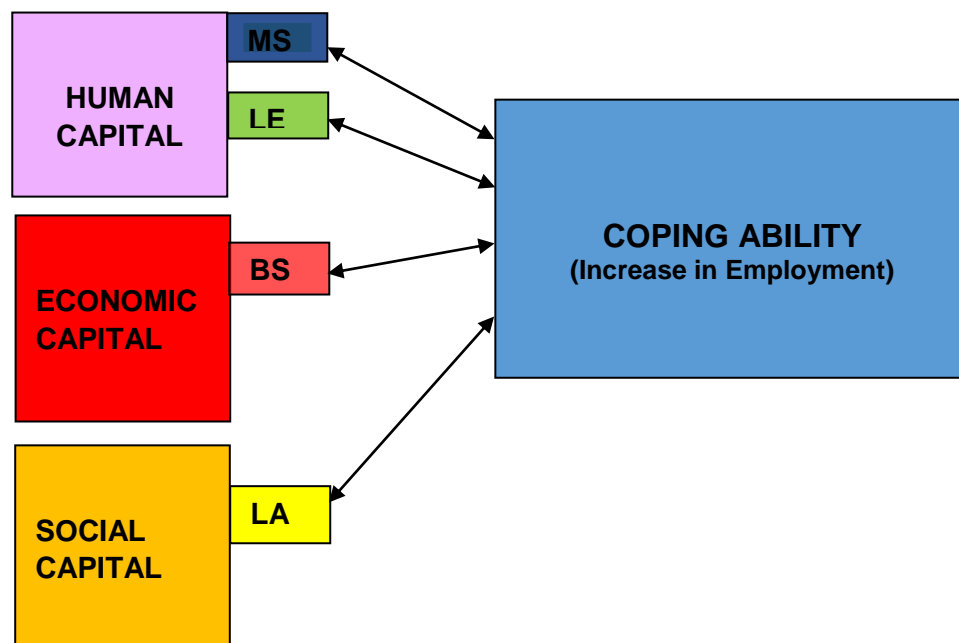 MS
HUMAN
CAPITAL
LE
COPING ABILITY
(Increase in Employment)
BS
ECONOMIC
CAPITAL
LA
SOCIAL
CAPITAL